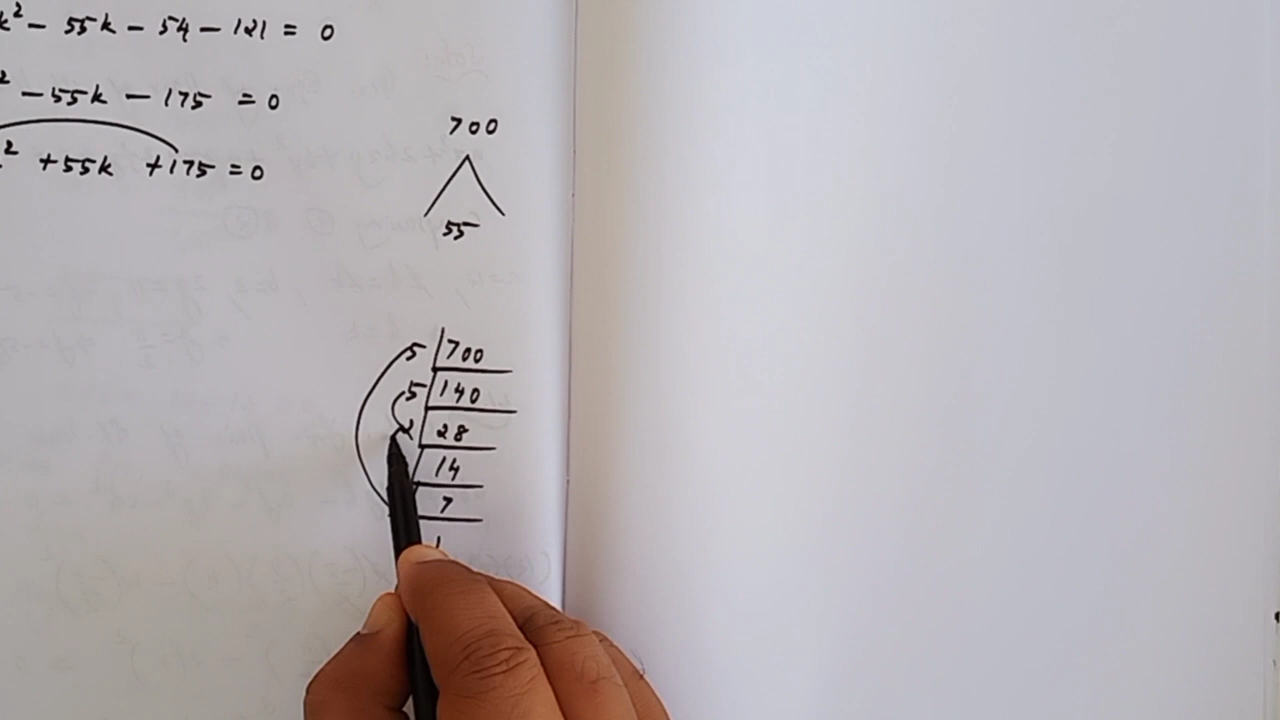 k² − 55k − 54 − 121 = 0
² − 55k − 175 = 0
² + 55k + 175 = 0
700
55
5 | 700
5 | 140
2 | 28
14
7
1